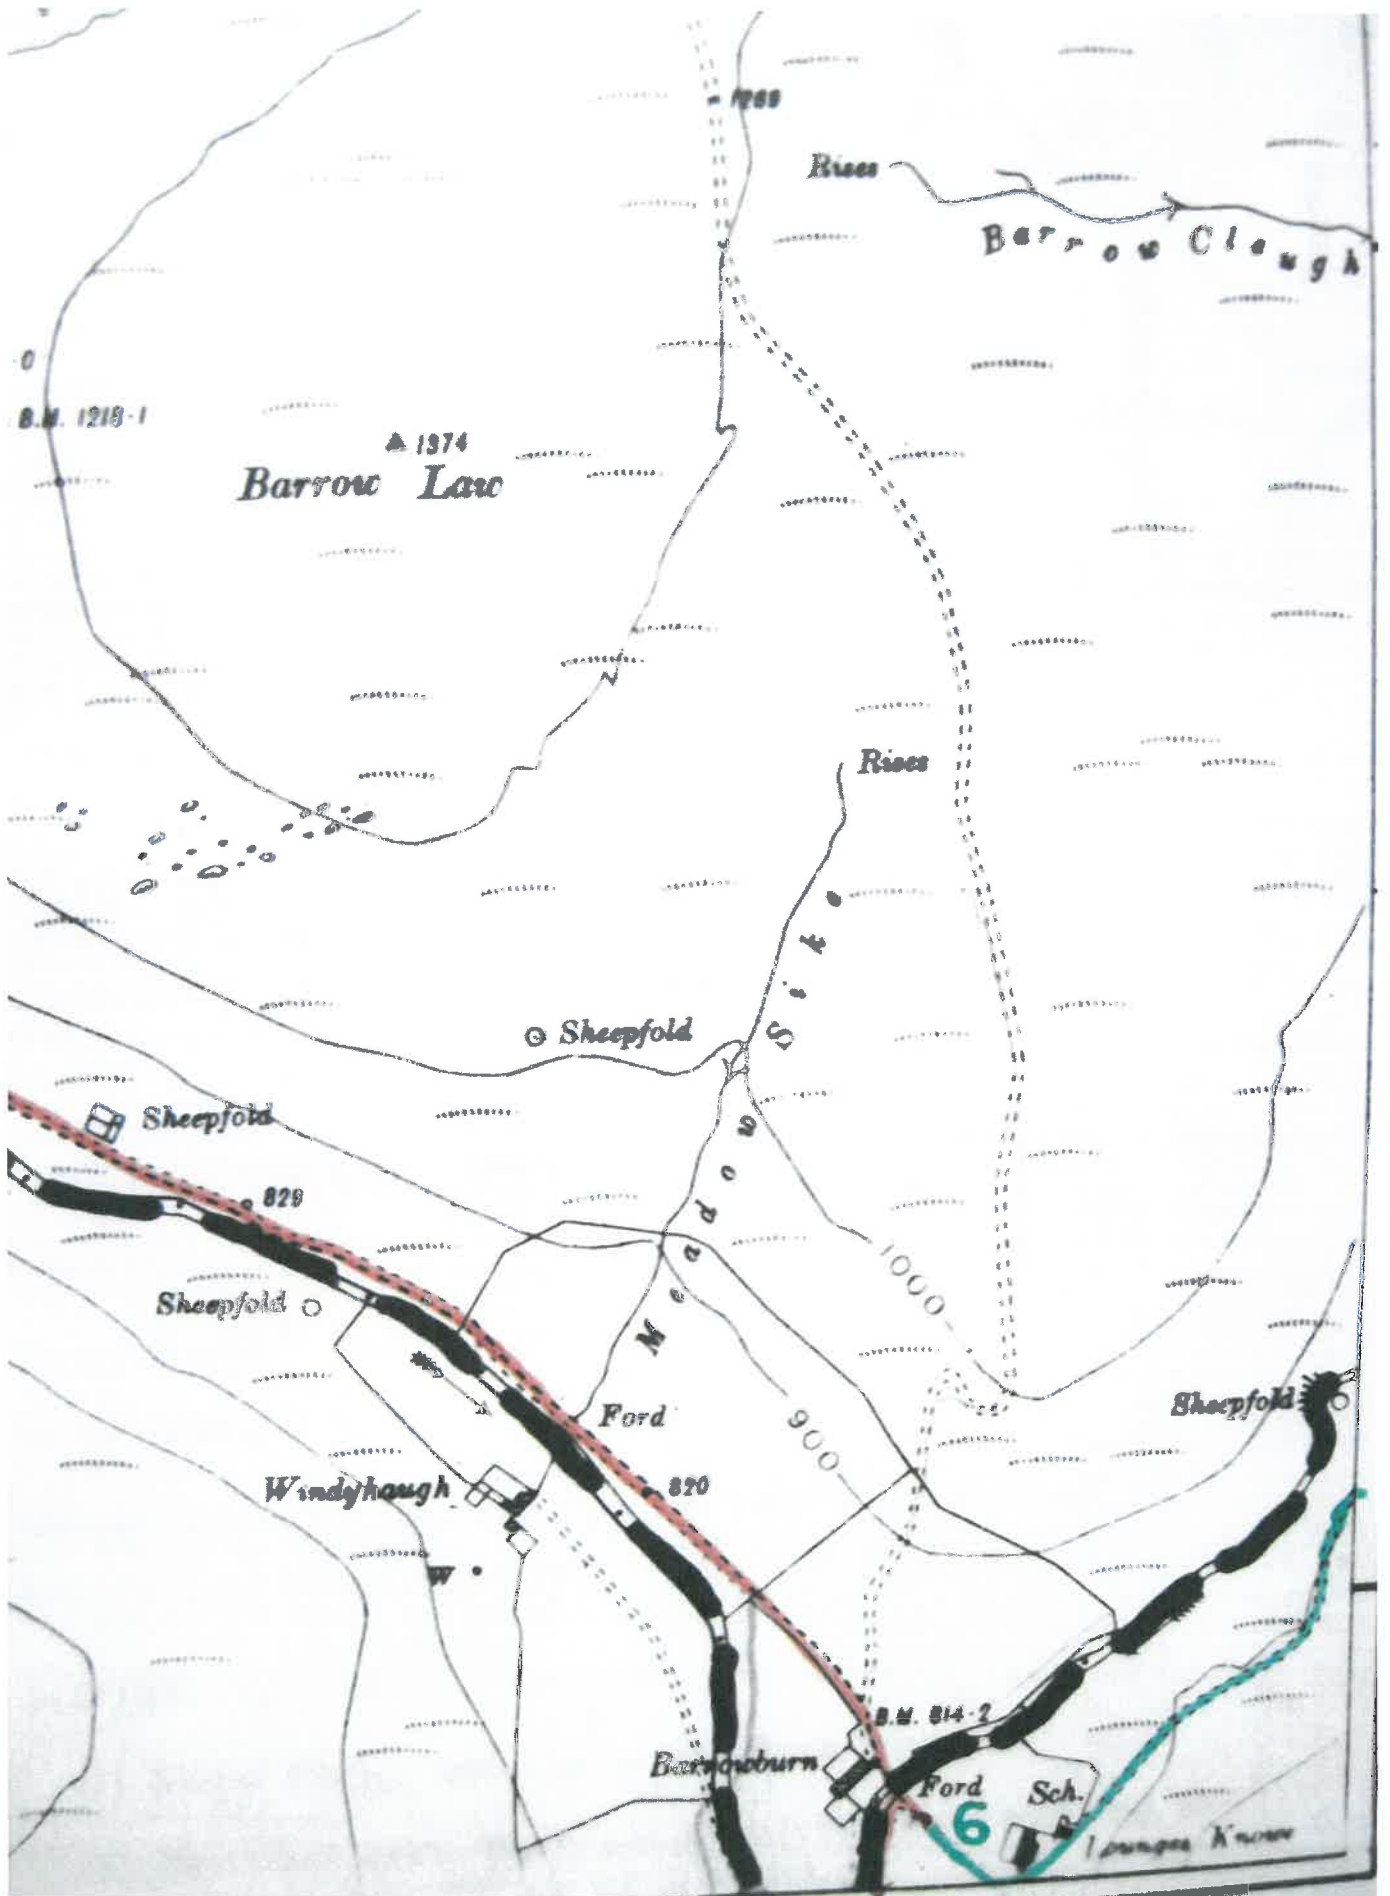 1269
Rises
Barrow Clough
0
B.M. 1218·1
1374
Barrow Law
Rises
Meadow Sike
Sheepfold
Sheepfold
829
Sheepfold
1000
Ford
Sheepfold
900
Windyhaugh
820
W
B.M. 814·2
Barrowburn
Ford
Sch.
6
Knowe